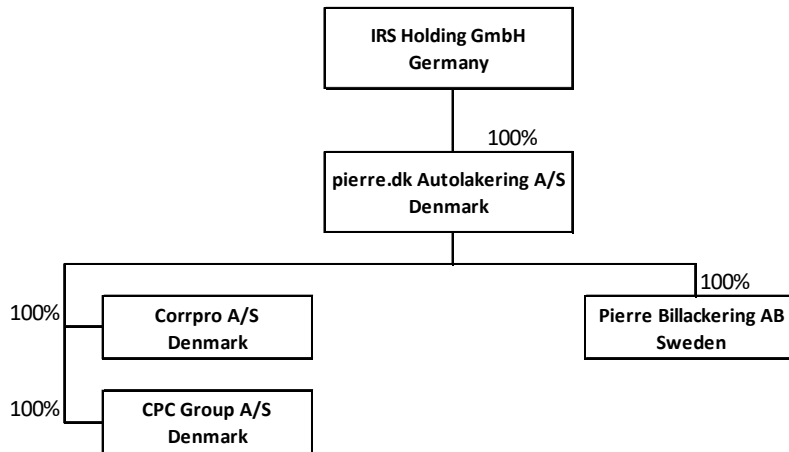 IRS Holding GmbH
Germany
100%
pierre.dk Autolakering A/S
Denmark
100%
Corrpro A/S
Denmark
100%
Pierre Billackering AB
Sweden
100%
CPC Group A/S
Denmark